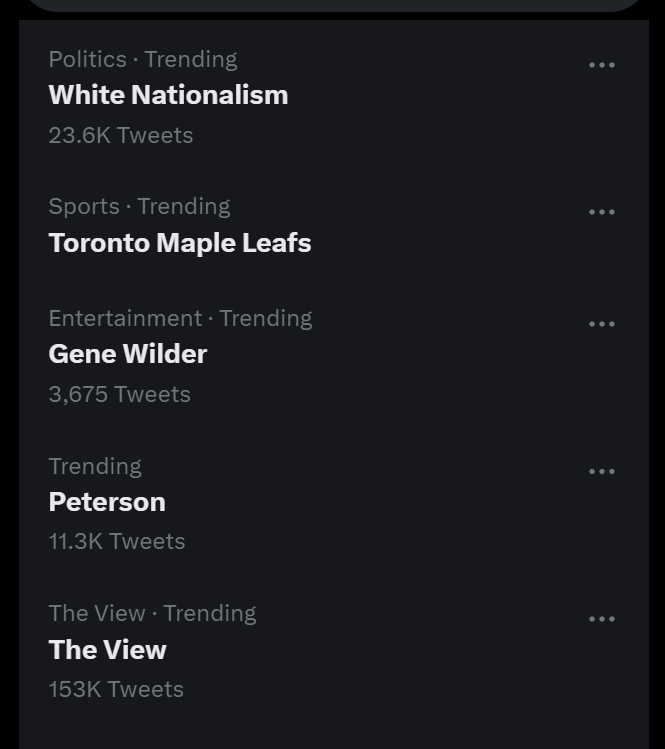 Politics · Trending
White Nationalism
23.6K Tweets
Sports · Trending
Toronto Maple Leafs
Entertainment · Trending
Gene Wilder
3,675 Tweets
Trending
Peterson
11.3K Tweets
The View · Trending
The View
153K Tweets